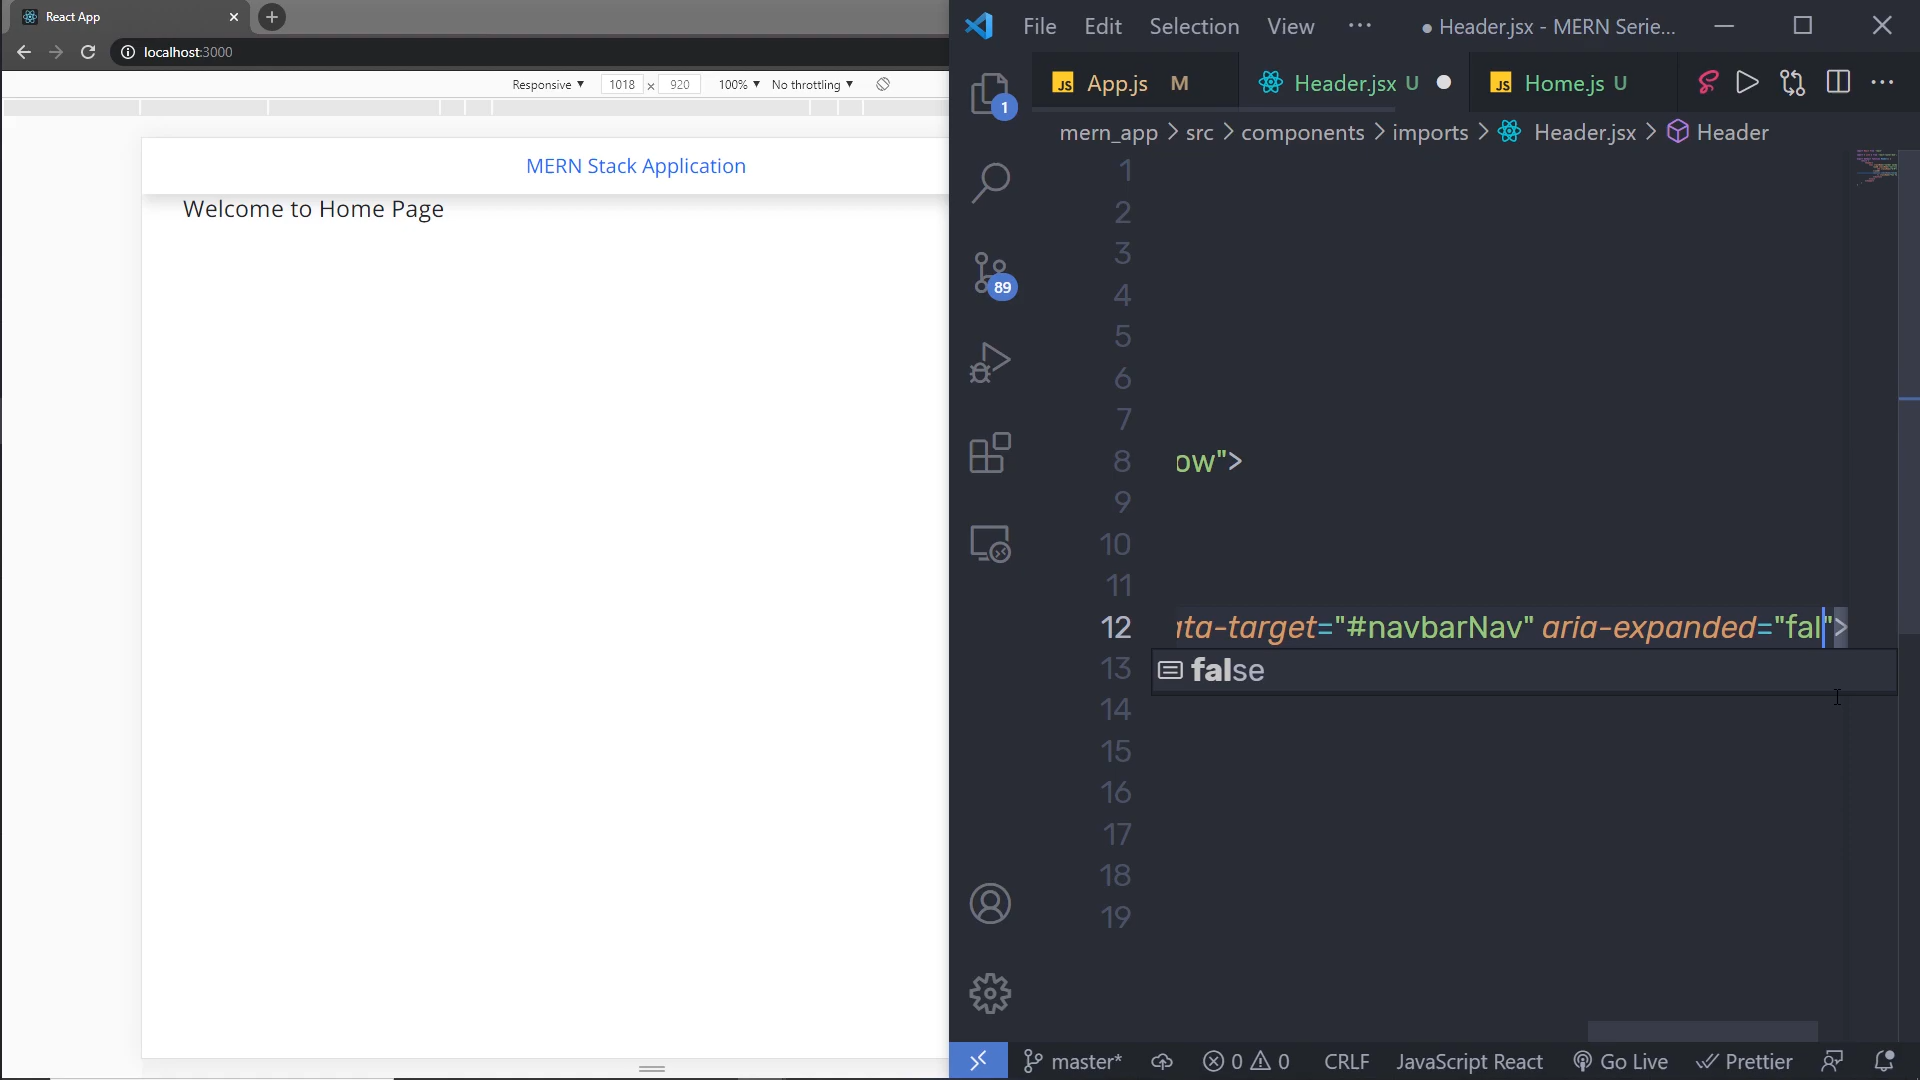 React App
localhost:3000
Responsive 1018 x 920 100% No throttling
MERN Stack Application
Welcome to Home Page
File Edit Selection View ··· ● Header.jsx - MERN Serie...
JS App.js M Header.jsx U JS Home.js U
mern_app > src > components > imports > Header.jsx > Header
1
89
1
2
3
4
5
6
7
8 ow">
9
10
11
12 ata-target="#navbarNav" aria-expanded="fal">
13 false
14
15
16
17
18
19
master* 0 0 CRLF JavaScript React Go Live Prettier